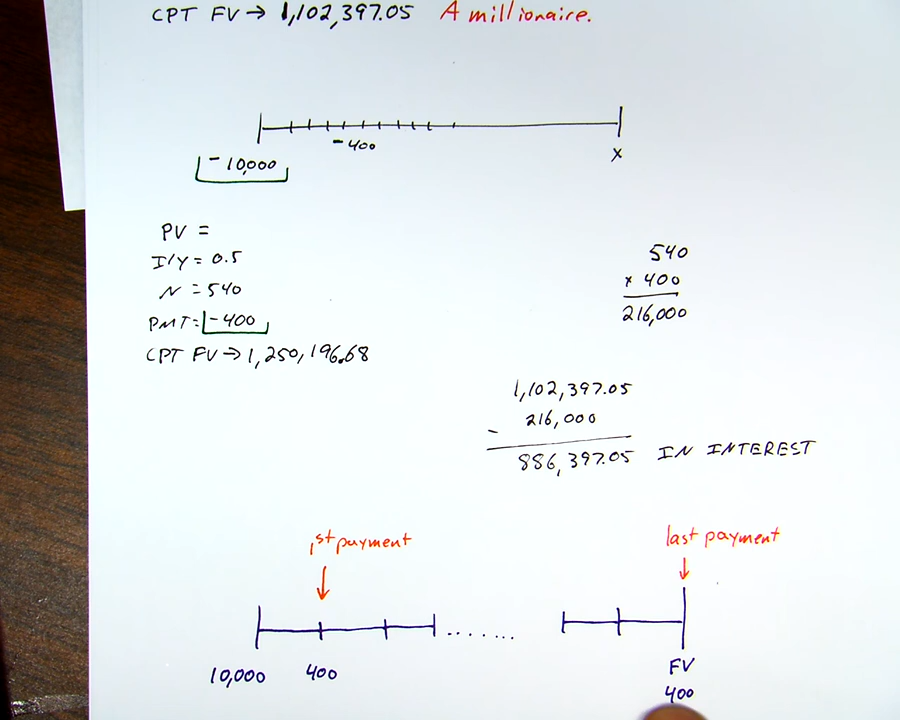 CPT FV → 1,102,397.05 A millionaire.
-400
-10,000
X
PV =
I/Y = 0.5
N = 540
PMT = -400
CPT FV → 1,250,196.68
540
x 400
216,000
1,102,397.05
- 216,000
886,397.05 IN INTEREST
1st payment
last payment
.......
10,000
400
FV
400